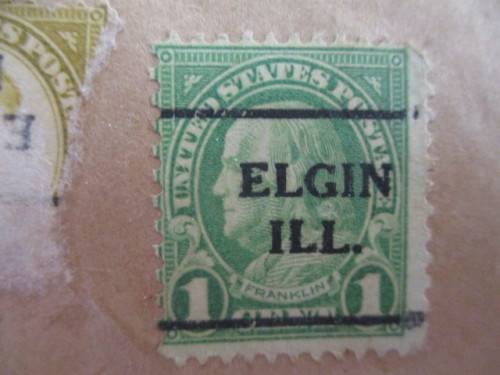 UNITED STATES POSTAGE
ELGIN
ILL.
FRANKLIN
1 1